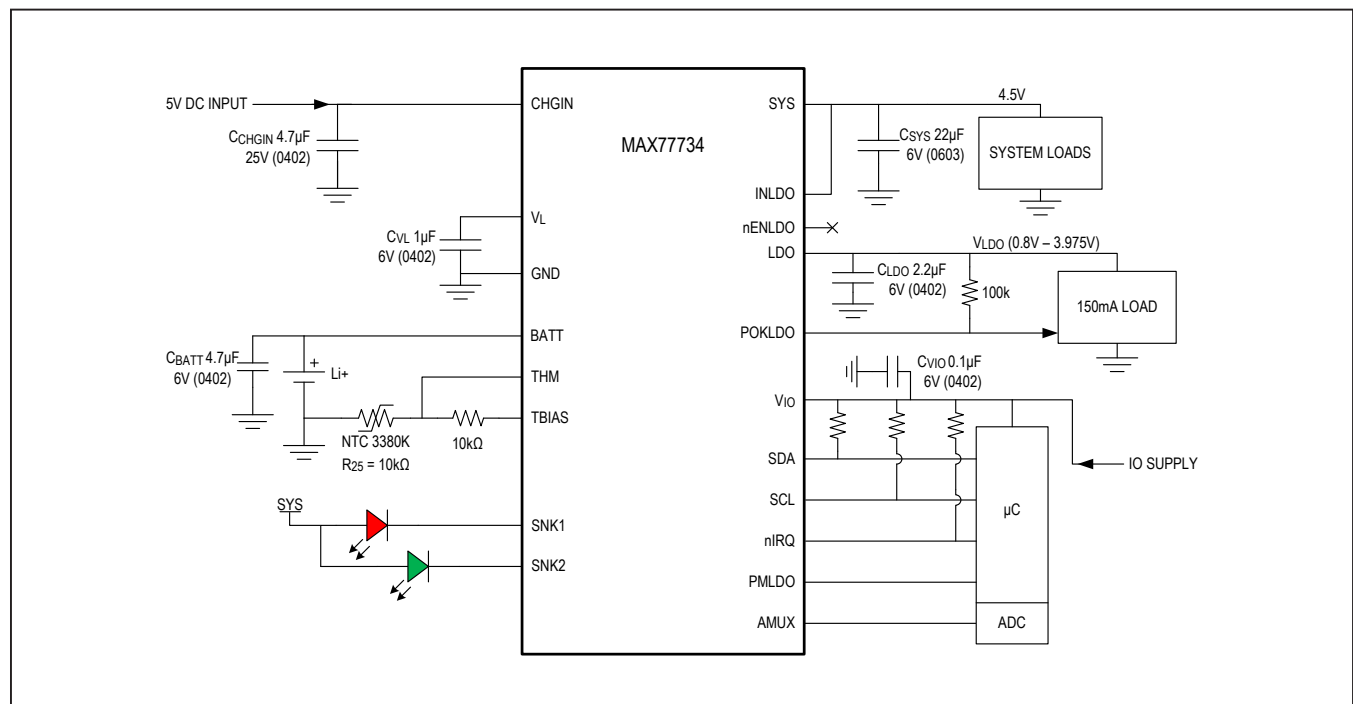 5V DC INPUT
CCHGIN 4.7µF
25V (0402)
CHGIN
VL
CVL 1µF
6V (0402)
GND
BATT
CBATT 4.7µF
6V (0402)
+
Li+
THM
TBIAS
NTC 3380K
R25 = 10kΩ
10kΩ
SYS
SNK1
SNK2
MAX77734
SYS
4.5V
CSYS 22µF
6V (0603)
SYSTEM LOADS
INLDO
nENLDO
LDO
VLDO (0.8V – 3.975V)
CLDO 2.2µF
6V (0402)
100k
150mA LOAD
POKLDO
CVIO 0.1µF
6V (0402)
VIO
SDA
IO SUPPLY
SCL
µC
nIRQ
PMLDO
AMUX
ADC